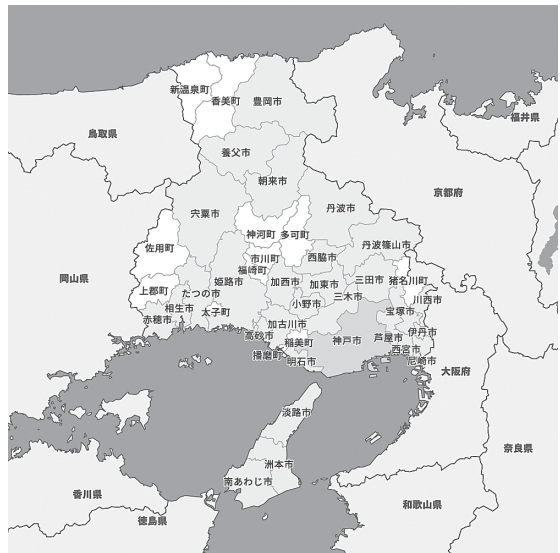 新温泉町
香美町
豊岡市
福井県
鳥取県
養父市
朝来市
京都府
宍粟市
丹波市
神河町
多可町
佐用町
丹波篠山市
市川町
西脇市
福崎町
岡山県
姫路市
加西市
加東市
三田市
猪名川町
上郡町
たつの市
三木市
川西市
相生市
太子町
小野市
宝塚市
赤穂市
加古川市
伊丹市
高砂市
稲美町
神戸市
芦屋市
西宮市
播磨町
明石市
尼崎市
大阪府
淡路市
奈良県
洲本市
南あわじ市
香川県
和歌山県
徳島県